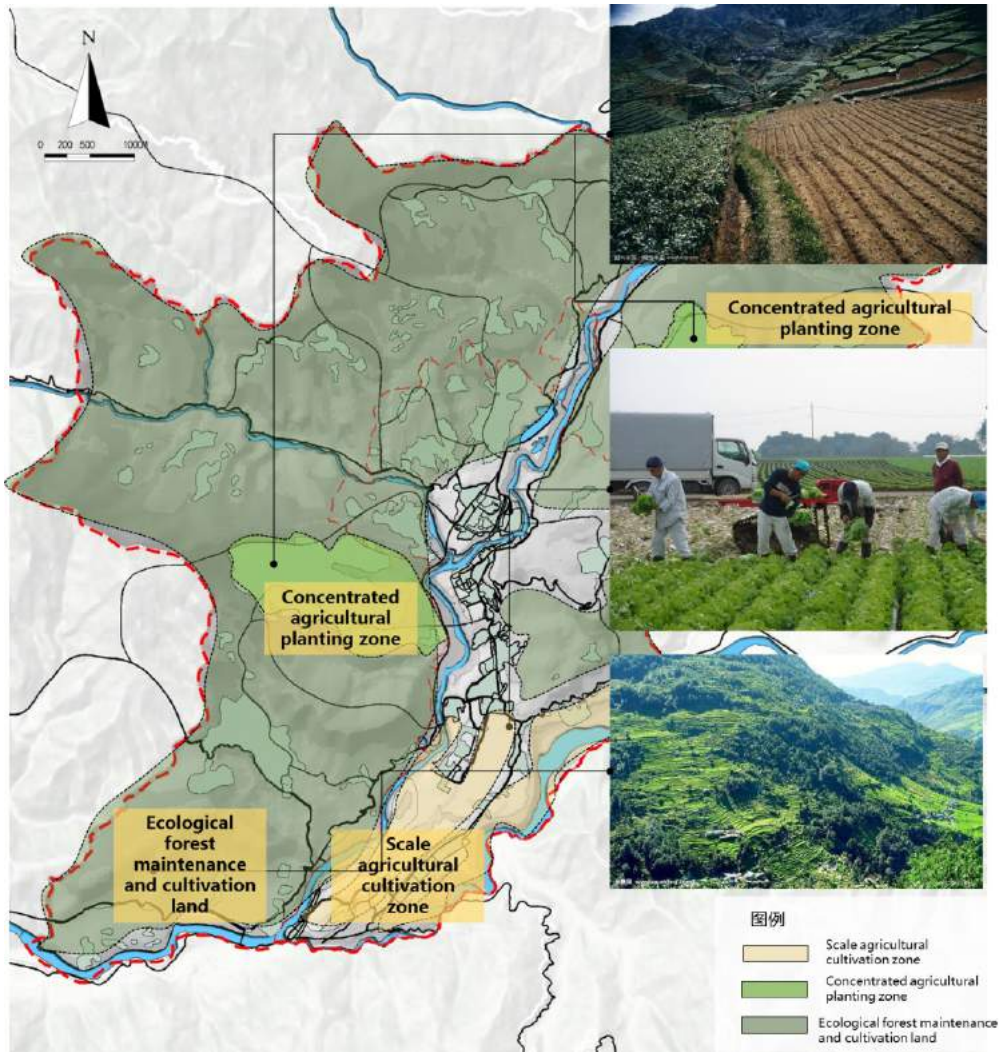 N
0 200 500 1000M
Concentrated agricultural
planting zone
Concentrated
agricultural
planting zone
Ecological
forest
maintenance
and cultivation
land
Scale
agricultural
cultivation
zone
图例
Scale agricultural
cultivation zone
Concentrated agricultural
planting zone
Ecological forest maintenance
and cultivation land